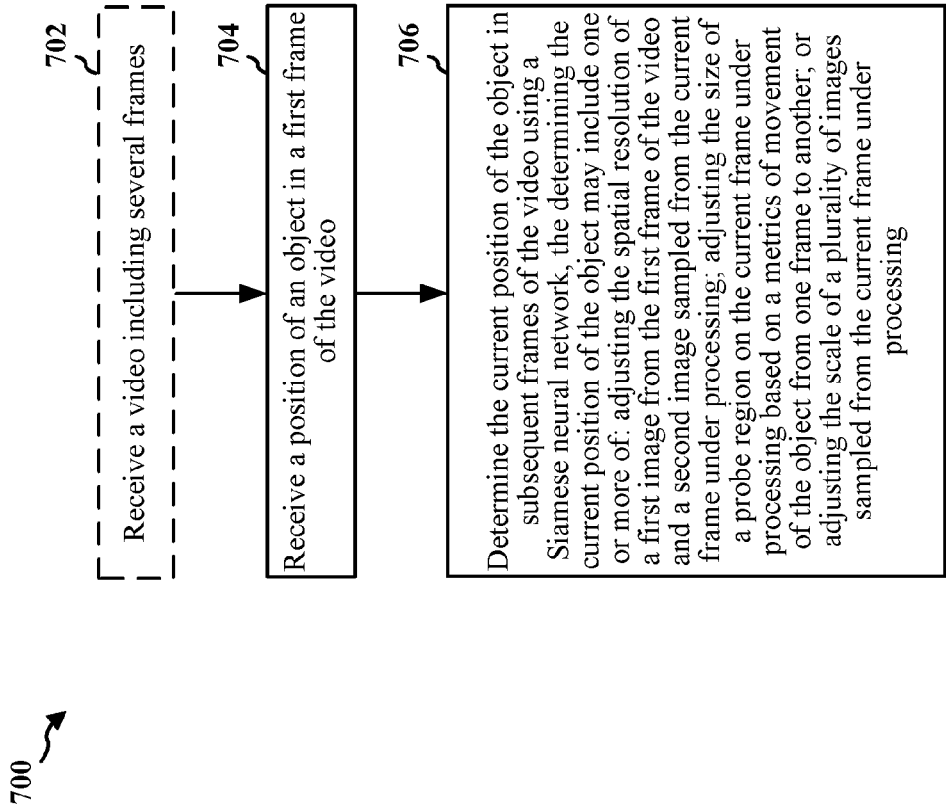 700
702
Receive a video including several frames
704
Receive a position of an object in a first frame
of the video
706
Determine the current position of the object in
subsequent frames of the video using a
Siamese neural network, the determining the
current position of the object may include one
or more of: adjusting the spatial resolution of
a first image from the first frame of the video
and a second image sampled from the current
frame under processing; adjusting the size of
a probe region on the current frame under
processing based on a metrics of movement
of the object from one frame to another; or
adjusting the scale of a plurality of images
sampled from the current frame under
processing